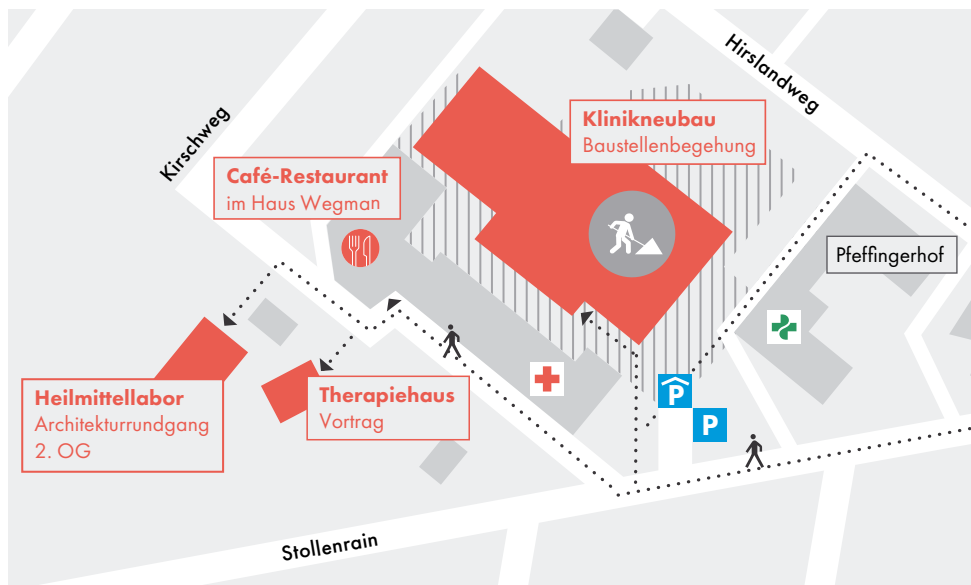 Hirslandweg
Kirschweg
Klinikneubau
Baustellenbegehung
Café-Restaurant
im Haus Wegman
Pfeffingerhof
Heilmittellabor
Architekturrundgang
2. OG
Therapiehaus
Vortrag
P
P
Stollenrain